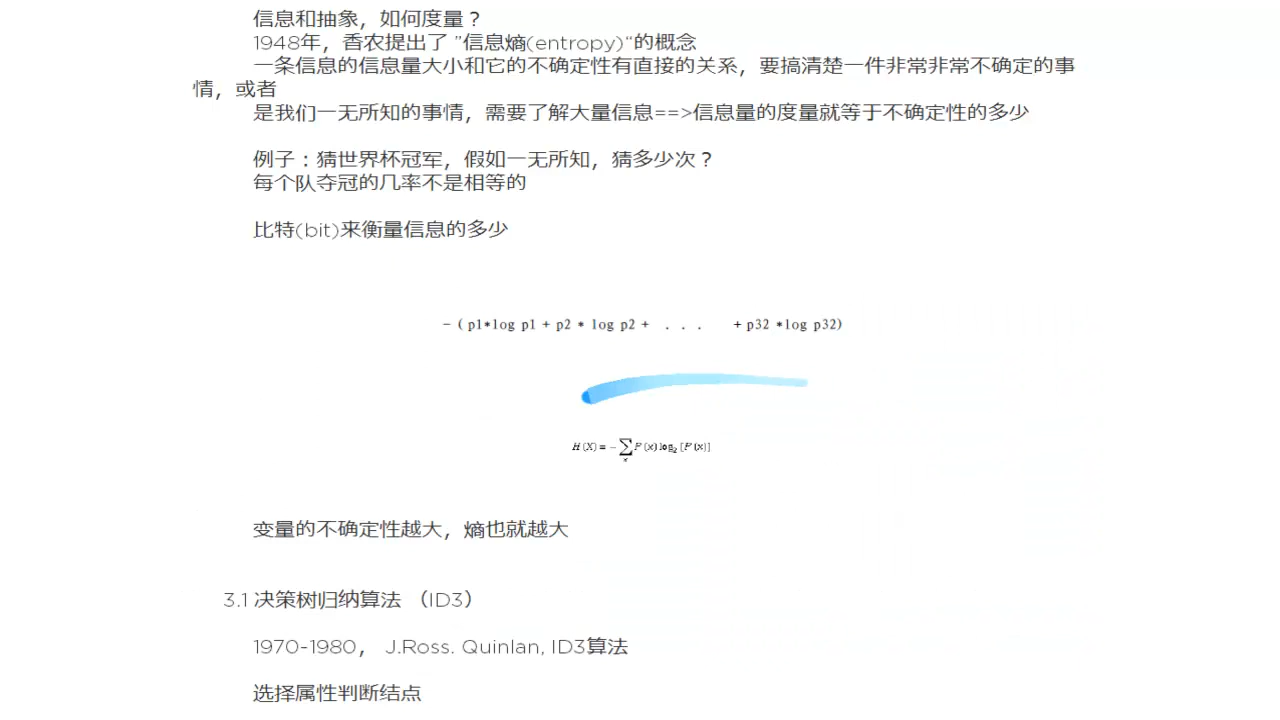 信息和抽象，如何度量？
1948年，香农提出了 ”信息熵(entropy)“的概念
一条信息的信息量大小和它的不确定性有直接的关系，要搞清楚一件非常非常不确定的事
情，或者
是我们一无所知的事情，需要了解大量信息==>信息量的度量就等于不确定性的多少
例子：猜世界杯冠军，假如一无所知，猜多少次？
每个队夺冠的几率不是相等的
比特(bit)来衡量信息的多少
- ( p1*log p1 + p2 * log p2 + . . . + p32 *log p32)
H(X) = -∑ₓ P(x) log₂ [P(x)]
变量的不确定性越大，熵也就越大
3.1 决策树归纳算法 （ID3）
1970-1980， J.Ross. Quinlan, ID3算法
选择属性判断结点